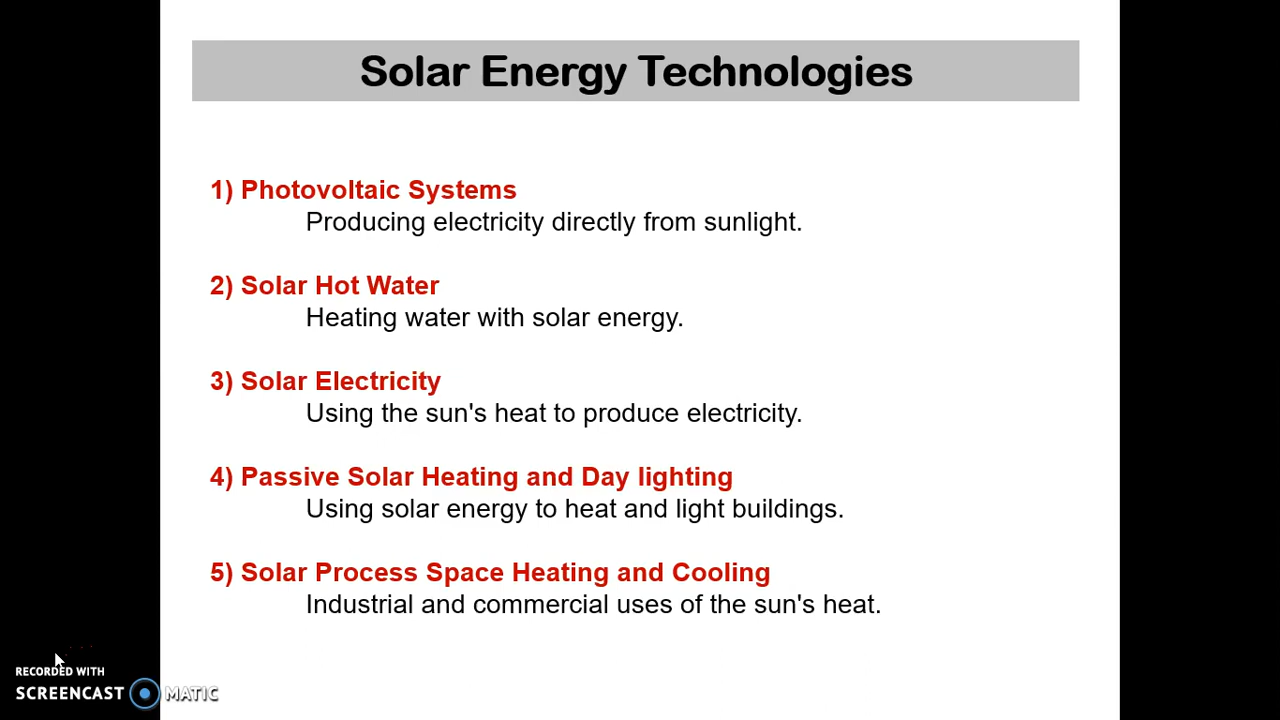 Solar Energy Technologies
1) Photovoltaic Systems
Producing electricity directly from sunlight.
2) Solar Hot Water
Heating water with solar energy.
3) Solar Electricity
Using the sun's heat to produce electricity.
4) Passive Solar Heating and Day lighting
Using solar energy to heat and light buildings.
5) Solar Process Space Heating and Cooling
Industrial and commercial uses of the sun's heat.
RECORDED WITH
SCREENCAST MATIC